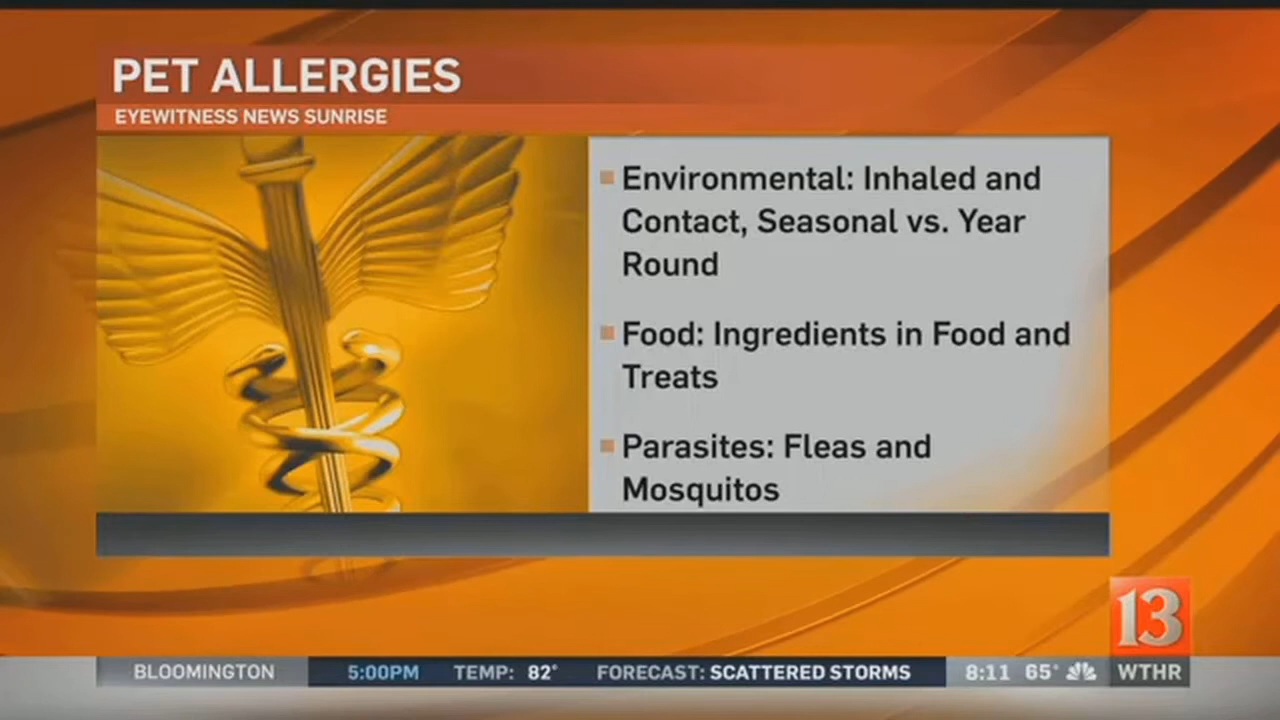 PET ALLERGIES
EYEWITNESS NEWS SUNRISE
Environmental: Inhaled and
Contact, Seasonal vs. Year
Round
Food: Ingredients in Food and
Treats
Parasites: Fleas and
Mosquitos
13
BLOOMINGTON 5:00PM TEMP: 82° FORECAST: SCATTERED STORMS 8:11 65° WTHR